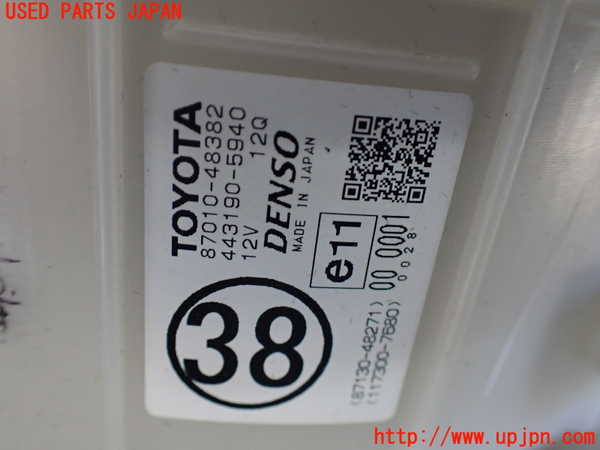 USED PARTS JAPAN
TOYOTA
87010-48382
443190-5940
12V 12Q
DENSO
MADE IN JAPAN
e11
00 0001
0028
38
(87130-48271)
(117300-7680)
http://www.upjpn.com/